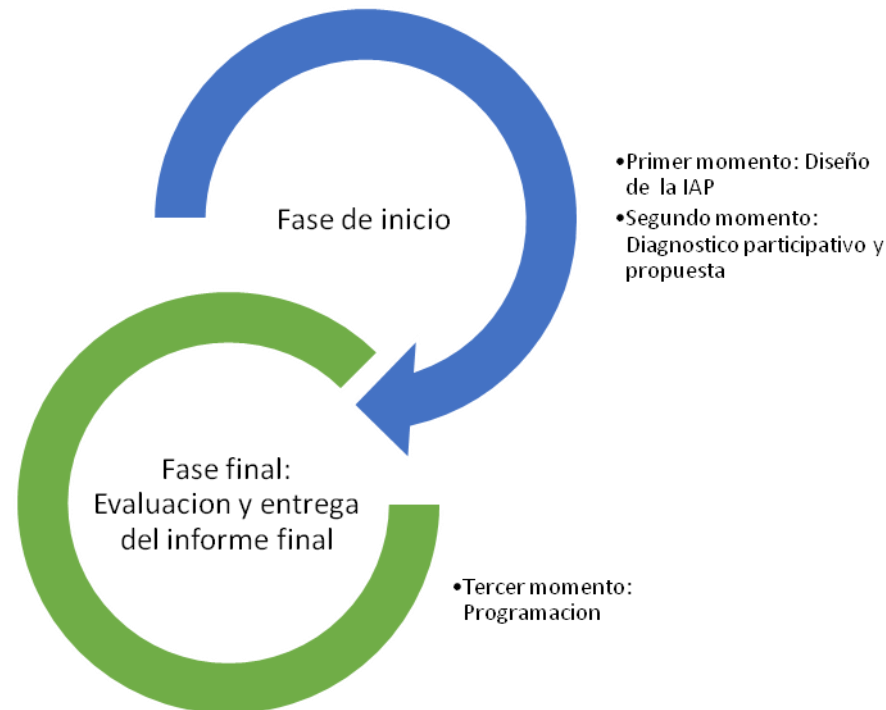 Fase de inicio
•Primer momento: Diseño
de la IAP
•Segundo momento:
Diagnostico participativo y
propuesta
Fase final:
Evaluacion y entrega
del informe final
•Tercer momento:
Programacion